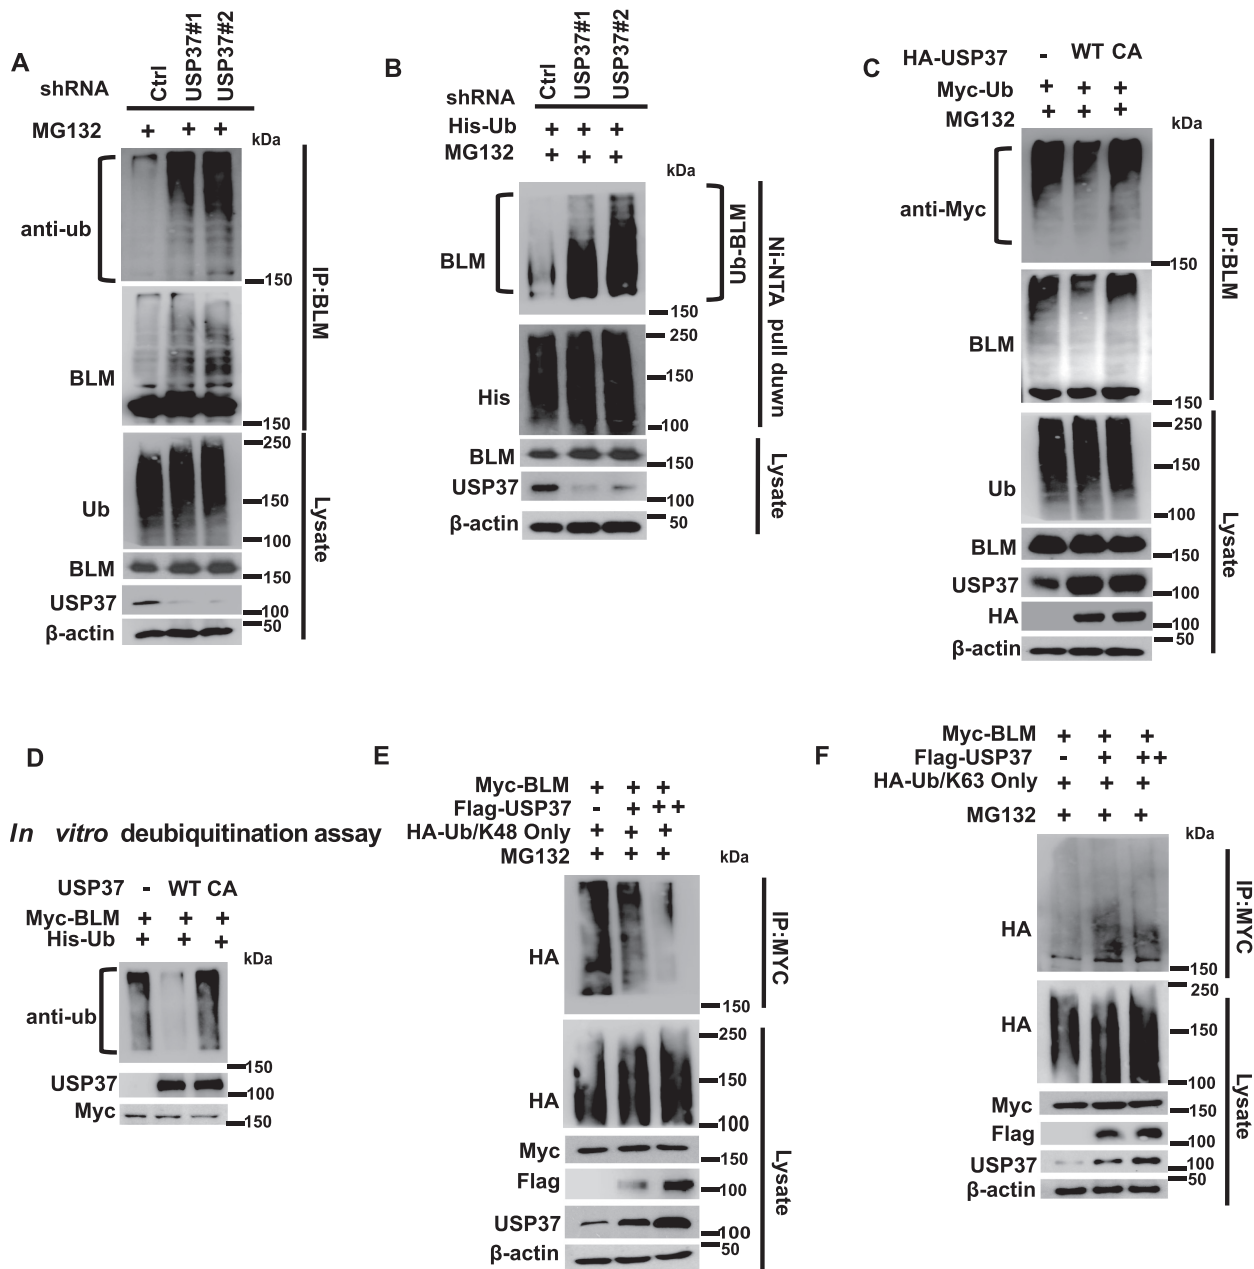 A
shRNA
Ctrl
USP37#1
USP37#2
MG132 + + +
kDa
anti-ub
150
BLM
150
IP:BLM
250
Ub
150
100
BLM
150
USP37
100
50
β-actin
Lysate
B
shRNA
Ctrl
USP37#1
USP37#2
His-Ub + + +
MG132 + + +
kDa
BLM
Ub-BLM
150
250
His
150
100
Ni-NTA pull duwn
BLM
150
USP37
100
β-actin
50
Lysate
C
HA-USP37 - WT CA
Myc-Ub + + +
MG132 + + +
kDa
anti-Myc
150
BLM
150
IP:BLM
250
Ub
150
100
BLM
150
USP37
100
HA
100
50
β-actin
Lysate
D
In vitro deubiquitination assay
USP37 - WT CA
Myc-BLM + + +
His-Ub + + +
kDa
anti-ub
150
USP37
100
Myc
150
E
Myc-BLM + + +
Flag-USP37 - + ++
HA-Ub/K48 Only + + +
MG132 + + +
kDa
HA
150
IP:MYC
250
150
HA
100
Myc
150
Flag
100
USP37
100
50
β-actin
Lysate
F
Myc-BLM + + +
Flag-USP37 - + ++
HA-Ub/K63 Only + + +
MG132 + + +
kDa
HA
150
IP:MYC
250
HA
150
100
Myc
150
Flag
100
USP37
100
50
β-actin
Lysate